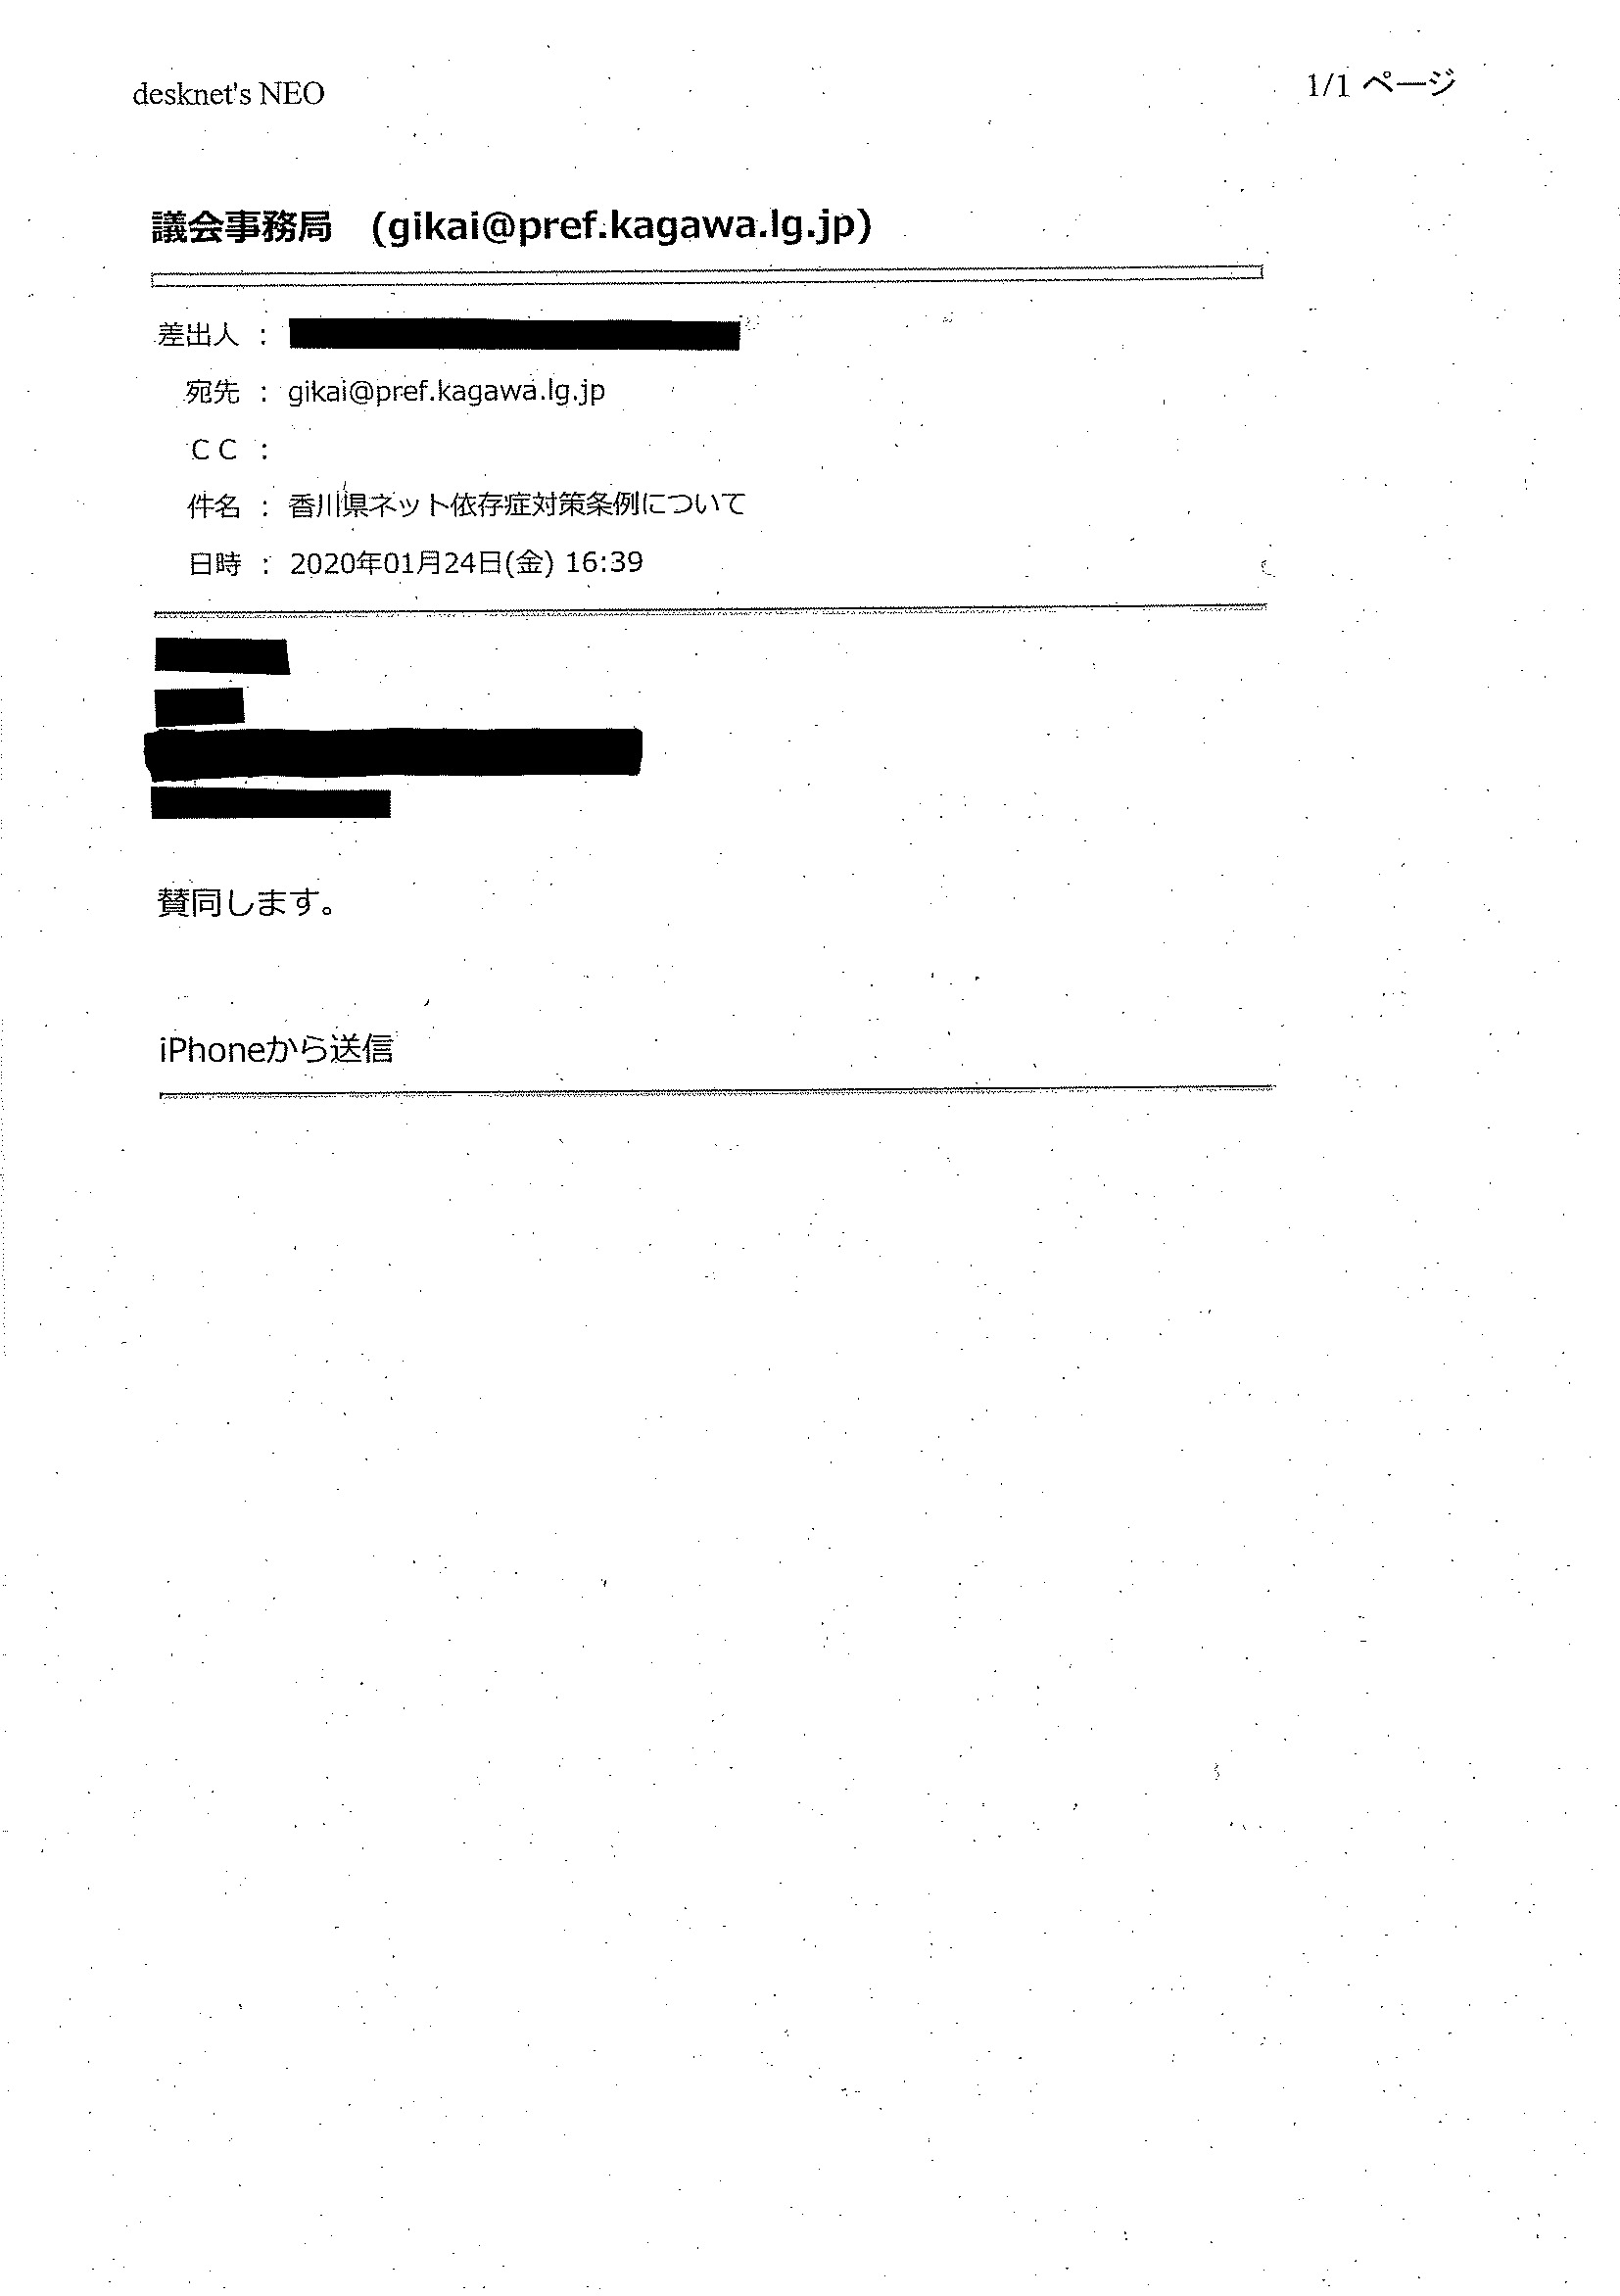 desknet's NEO
1/1 ページ
議会事務局 (gikai@pref.kagawa.lg.jp)
差出人 :
宛先 : gikai@pref.kagawa.lg.jp
CC :
件名 : 香川県ネット依存症対策条例について
日時 : 2020年01月24日(金) 16:39
賛同します。
iPhoneから送信